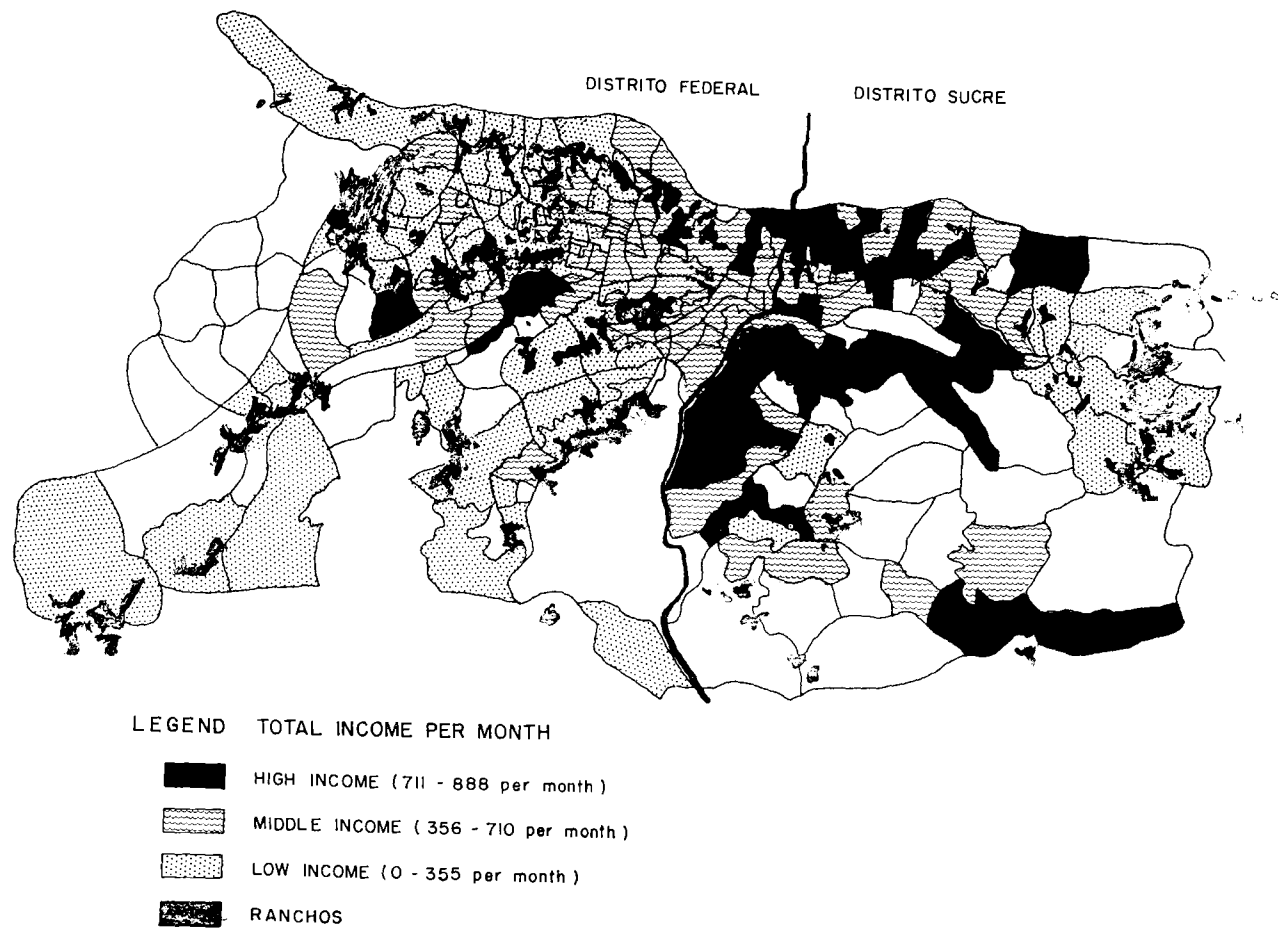 DISTRITO FEDERAL
DISTRITO SUCRE
LEGEND TOTAL INCOME PER MONTH
HIGH INCOME (711 - 888 per month)
MIDDLE INCOME (356 - 710 per month)
LOW INCOME (0 - 355 per month)
RANCHOS